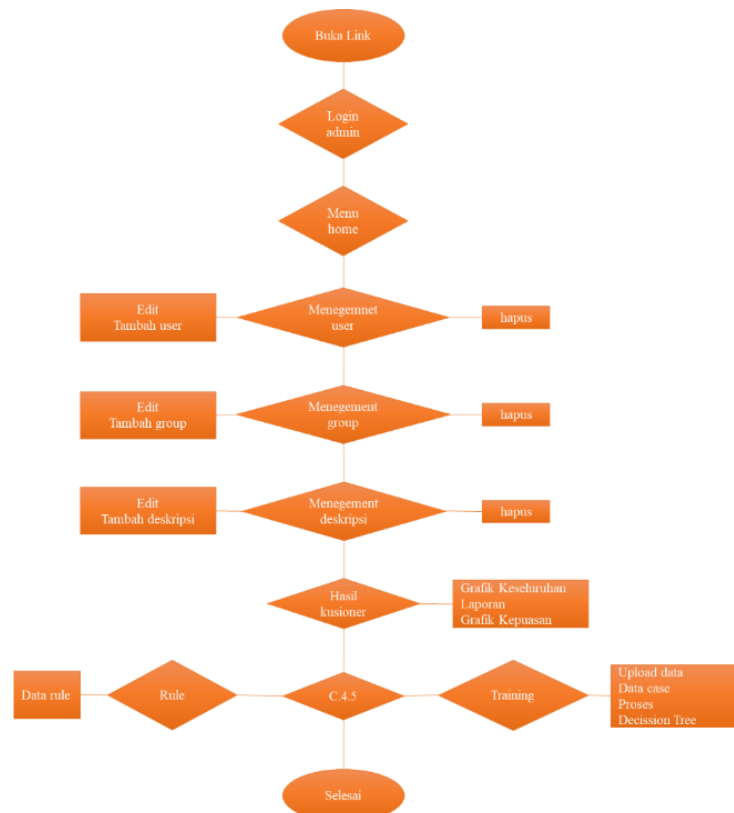 Buka Link
Login
admin
Menu
home
Edit
Tambah user
Menegemnet
user
hapus
Edit
Tambah group
Menegement
group
hapus
Edit
Tambah deskripsi
Menegement
deskripsi
hapus
Hasil
kusioner
Grafik Keseluruhan
Laporan
Grafik Kepuasan
Data rule
Rule
C.4.5
Training
Upload data
Data case
Proses
Decission Tree
Selesai